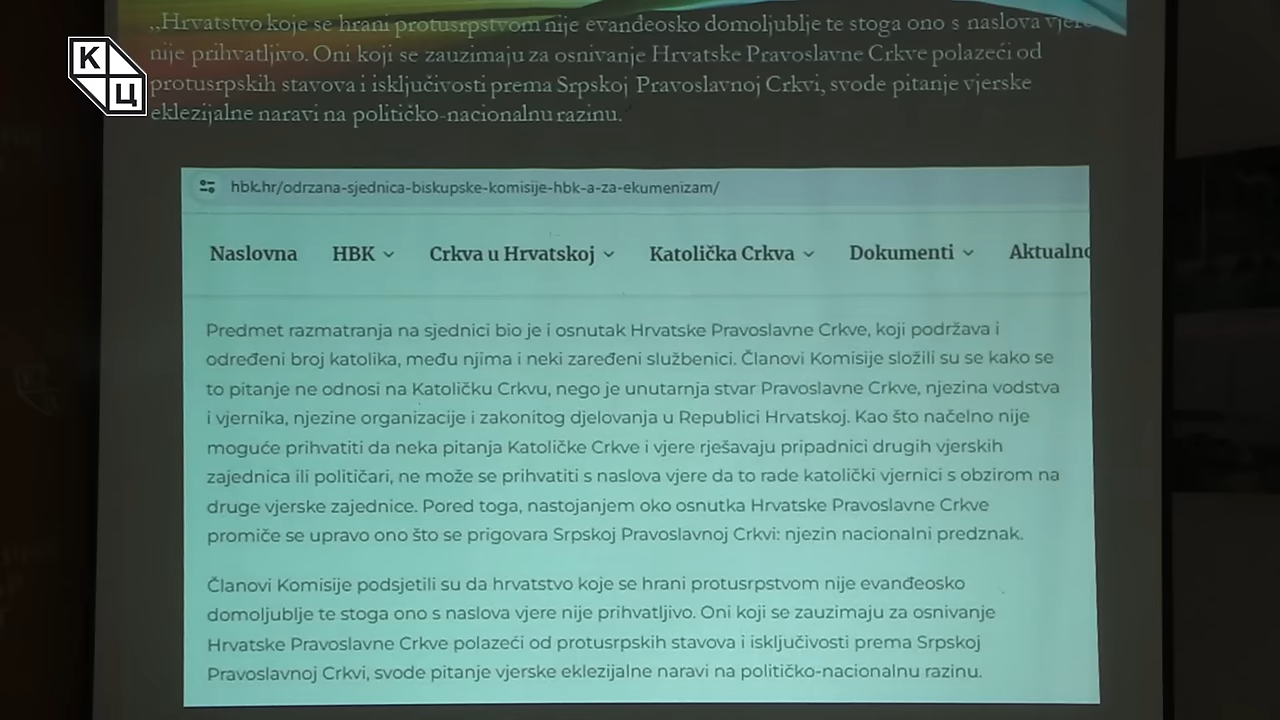 „Hrvatstvo koje se hrani protusrpstvom nije evanđeosko domoljublje te stoga ono s naslova vjere
nije prihvatljivo. Oni koji se zauzimaju za osnivanje Hrvatske Pravoslavne Crkve polazeći od
protusrpskih stavova i isključivosti prema Srpskoj Pravoslavnoj Crkvi, svode pitanje vjerske
eklezijalne naravi na političko-nacionalnu razinu.“
К
Ц
hbk.hr/odrzana-sjednica-biskupske-komisije-hbk-a-za-ekumenizam/
Naslovna HBK Crkva u Hrvatskoj Katolička Crkva Dokumenti Aktualno
Predmet razmatranja na sjednici bio je i osnutak Hrvatske Pravoslavne Crkve, koji podržava i
određeni broj katolika, među njima i neki zaređeni službenici. Članovi Komisije složili su se kako se
to pitanje ne odnosi na Katoličku Crkvu, nego je unutarnja stvar Pravoslavne Crkve, njezina vodstva
i vjernika, njezine organizacije i zakonitog djelovanja u Republici Hrvatskoj. Kao što načelno nije
moguće prihvatiti da neka pitanja Katoličke Crkve i vjere rješavaju pripadnici drugih vjerskih
zajednica ili političari, ne može se prihvatiti s naslova vjere da to rade katolički vjernici s obzirom na
druge vjerske zajednice. Pored toga, nastojanjem oko osnutka Hrvatske Pravoslavne Crkve
promiče se upravo ono što se prigovara Srpskoj Pravoslavnoj Crkvi: njezin nacionalni predznak.
Članovi Komisije podsjetili su da hrvatstvo koje se hrani protusrpstvom nije evanđeosko
domoljublje te stoga ono s naslova vjere nije prihvatljivo. Oni koji se zauzimaju za osnivanje
Hrvatske Pravoslavne Crkve polazeći od protusrpskih stavova i isključivosti prema Srpskoj
Pravoslavnoj Crkvi, svode pitanje vjerske eklezijalne naravi na političko-nacionalnu razinu.